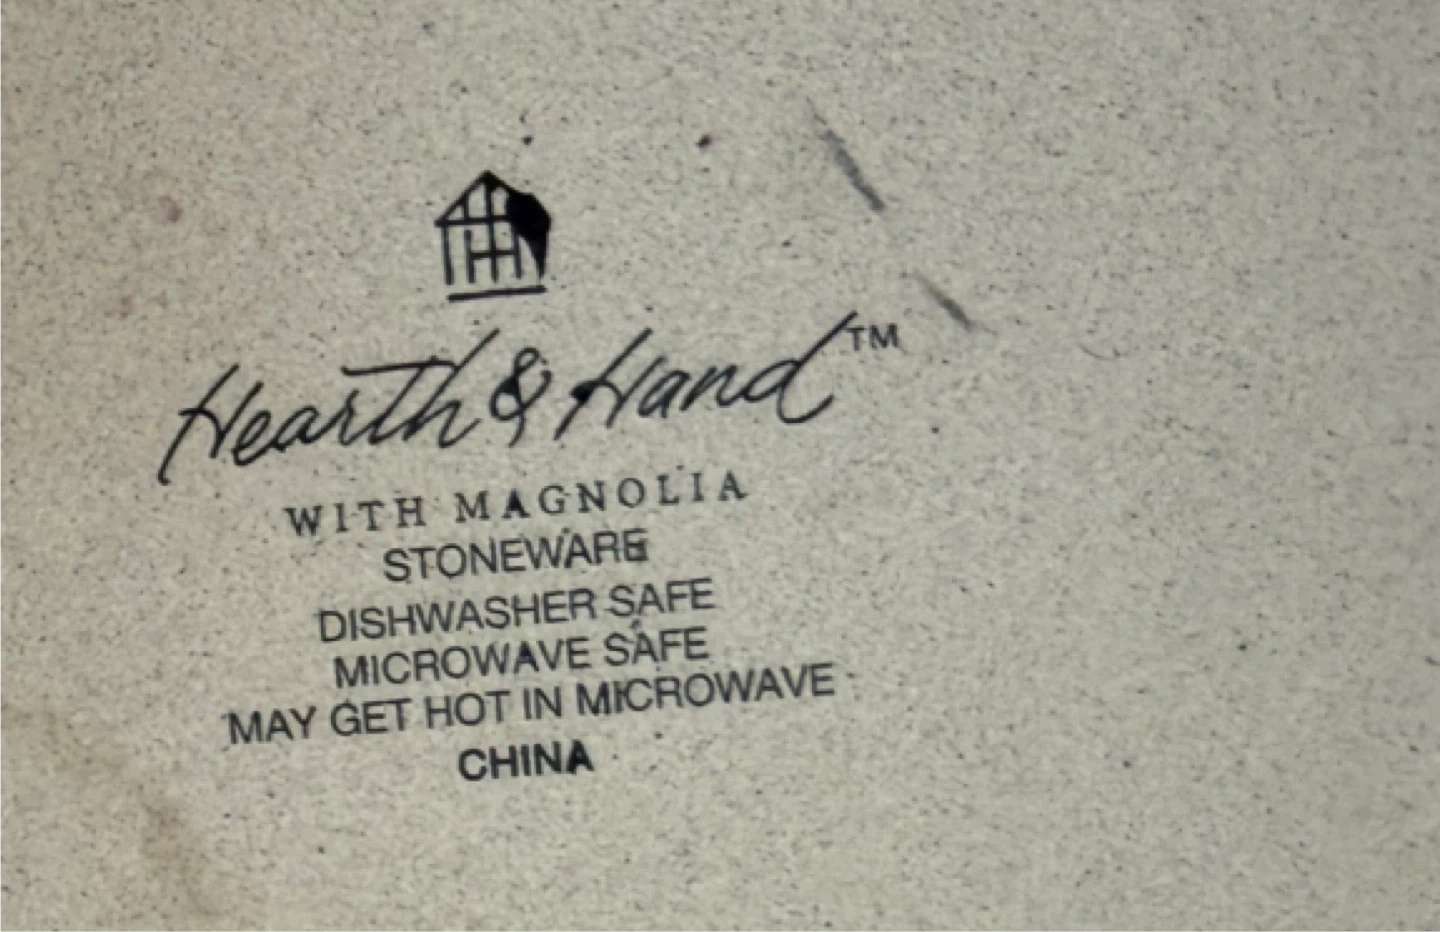 Hearth & Hand™
WITH MAGNOLIA
STONEWARE
DISHWASHER SAFE
MICROWAVE SAFE
MAY GET HOT IN MICROWAVE
CHINA